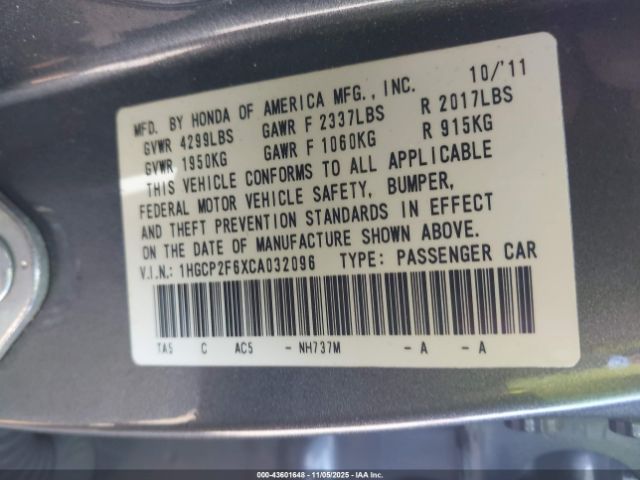 MFD. BY HONDA OF AMERICA MFG., INC. 10/'11
GVWR 4299LBS GAWR F 2337LBS R 2017LBS
GVWR 1950KG GAWR F 1060KG R 915KG
THIS VEHICLE CONFORMS TO ALL APPLICABLE
FEDERAL MOTOR VEHICLE SAFETY, BUMPER,
AND THEFT PREVENTION STANDARDS IN EFFECT
ON THE DATE OF MANUFACTURE SHOWN ABOVE.
V.I.N.: 1HGCP2F6XCA032096 TYPE: PASSENGER CAR
TA5 C AC5 - NH737M - A - A
00-43601648 - 11/05/2025 - Copyright © IAA, Inc.